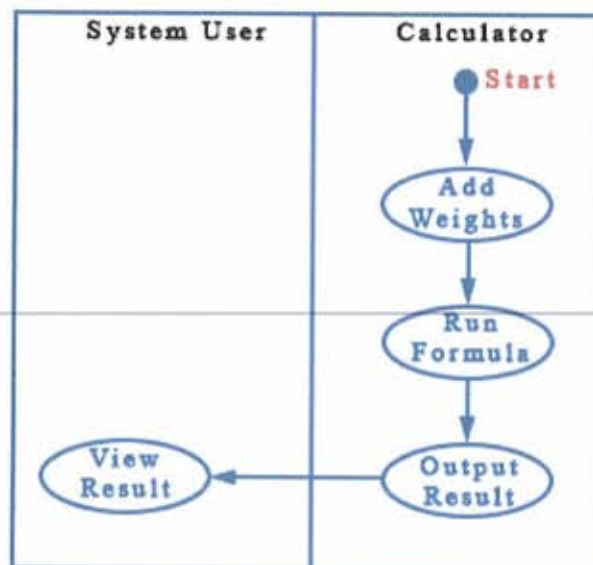 System User
Calculator
Start
Add
Weights
Run
Formula
View
Result
Output
Result